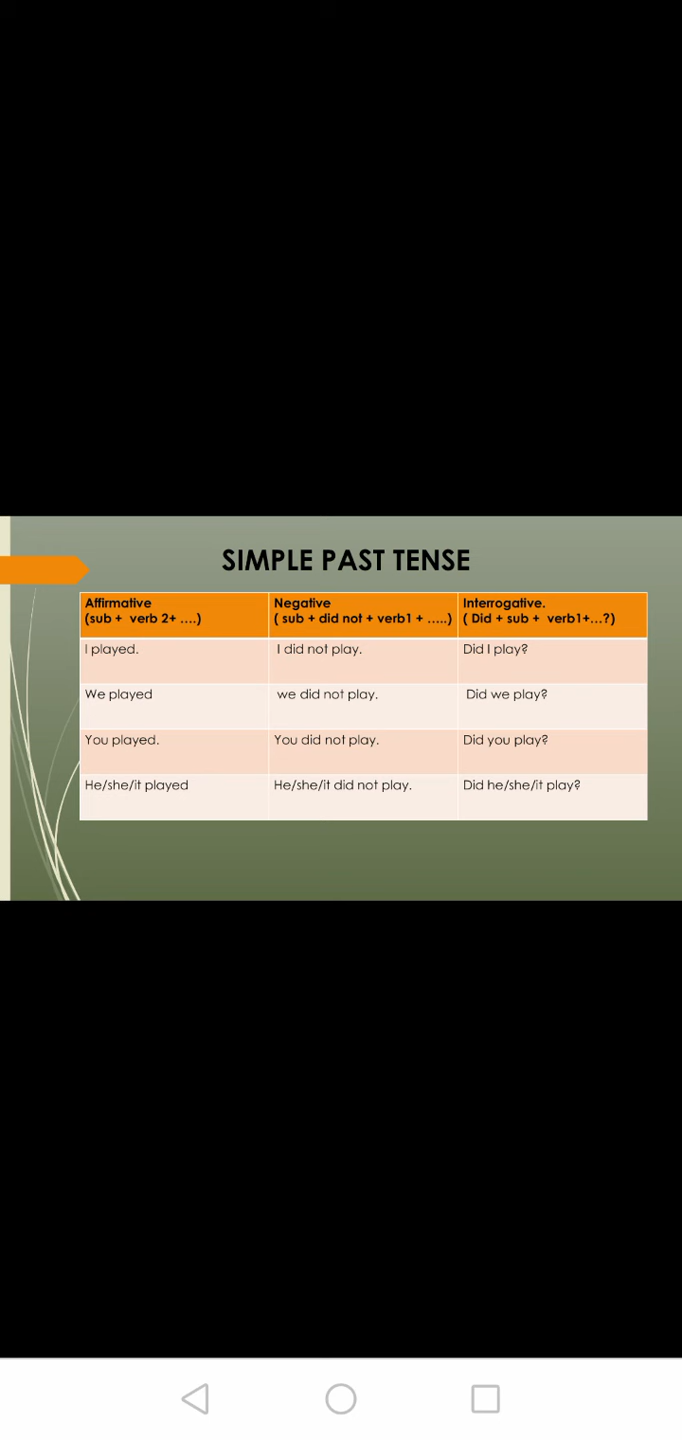 SIMPLE PAST TENSE
Affirmative
(sub + verb 2+ ....)
Negative
( sub + did not + verb1 + .....)
Interrogative.
( Did + sub + verb1+...?)
I played.
I did not play.
Did I play?
We played
we did not play.
Did we play?
You played.
You did not play.
Did you play?
He/she/it played
He/she/it did not play.
Did he/she/it play?